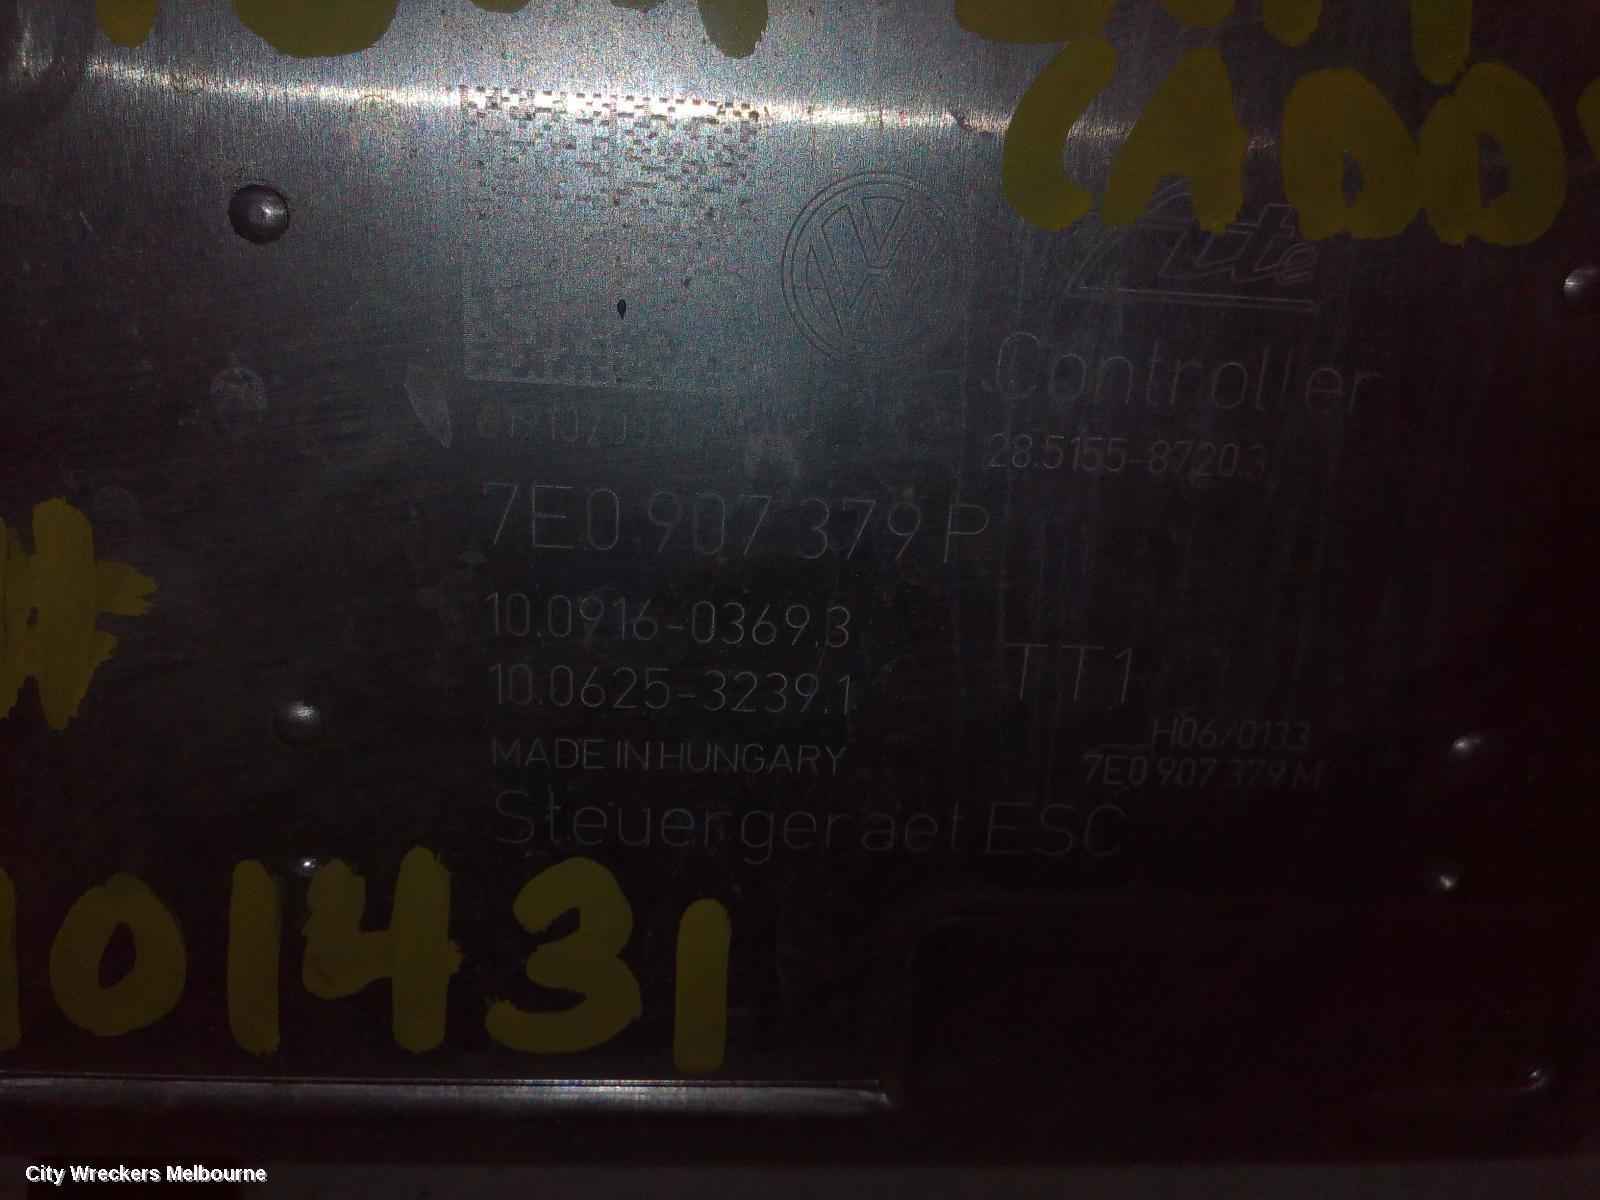 CADD
Ate
Controller
28.5155-8720.3
7E0 907 379 P
10.0916-0369.3
10.0625-3239.1
TT1
H06/0133
MADE IN HUNGARY
7E0 907 379 M
Steuergeraet ESC
101431
City Wreckers Melbourne